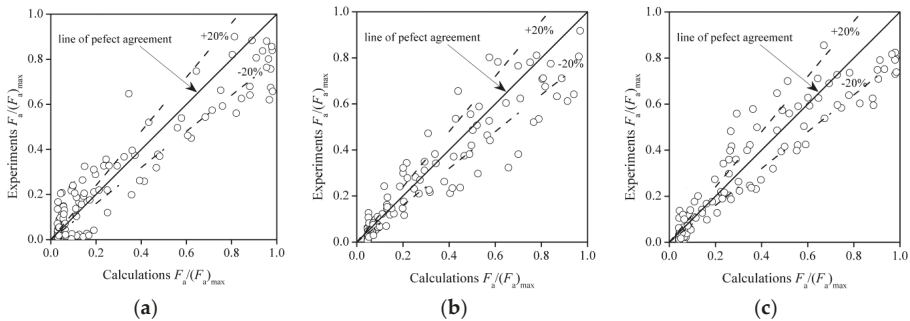 1.0
0.8
0.6
0.4
0.2
0.0
Experiments Fa/(Fa)max
line of pefect agreement
+20%
-20%
0.0 0.2 0.4 0.6 0.8 1.0
Calculations Fa/(Fa)max
(a)
1.0
0.8
0.6
0.4
0.2
0.0
Experiments Fa/(Fa)max
line of pefect agreement
+20%
-20%
0.0 0.2 0.4 0.6 0.8 1.0
Calculations Fa/(Fa)max
(b)
1.0
0.8
0.6
0.4
0.2
0.0
Experiments Fa/(Fa)max
line of pefect agreement
+20%
-20%
0.0 0.2 0.4 0.6 0.8 1.0
Calculations Fa/(Fa)max
(c)